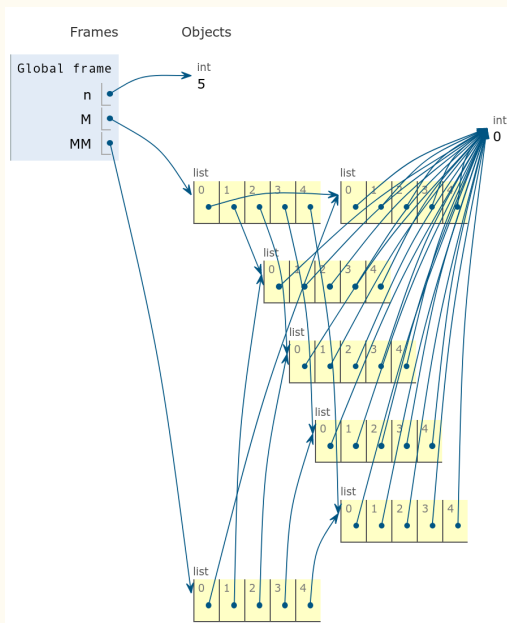 Frames Objects
Global frame
int
5
n
M
MM
int
0
list
0 1 2 3 4
list
0 1 2 3 4
list
0 1 2 3 4
list
0 1 2 3 4
list
0 1 2 3 4
list
0 1 2 3 4
list
0 1 2 3 4